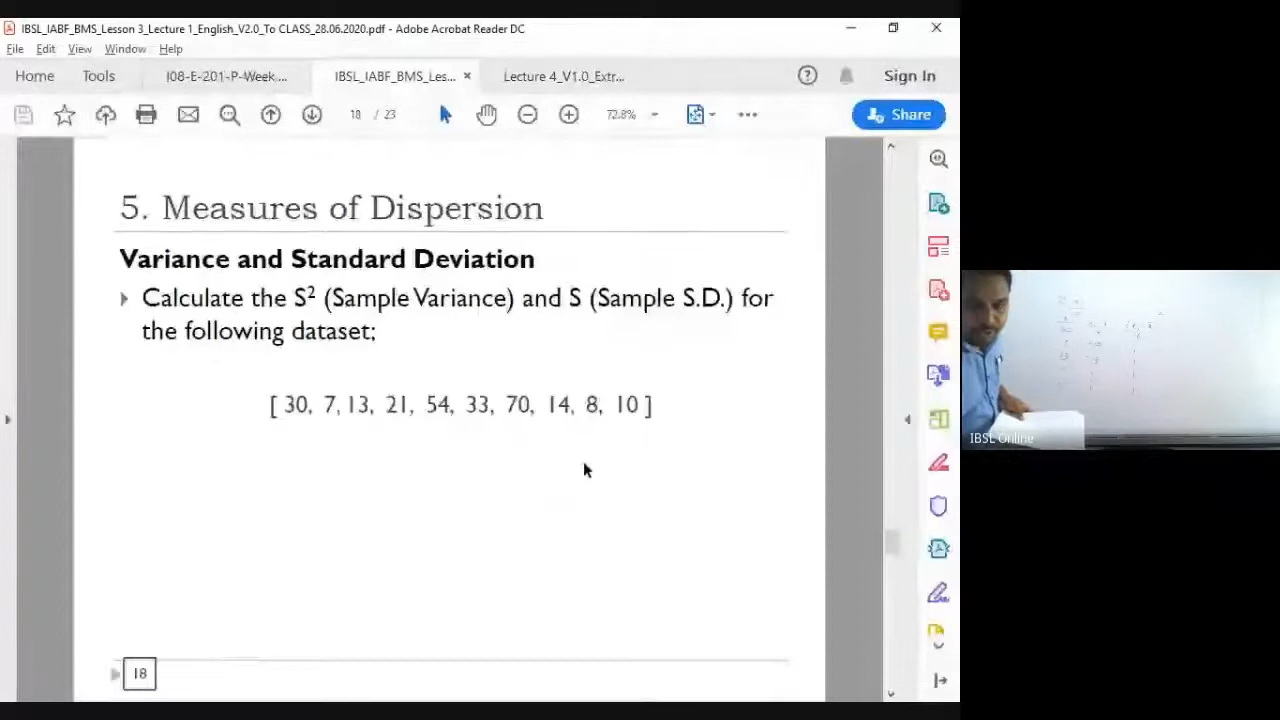 IBSL_IABF_BMS_Lesson 3_Lecture 1_English_V2.0_To CLASS_28.06.2020.pdf - Adobe Acrobat Reader DC
File Edit View Window Help
Home Tools I08-E-201-P-Week ... IBSL_IABF_BMS_Les... × Lecture 4_V1.0_Extr... Sign In
18 / 23 72.8% Share
5. Measures of Dispersion
Variance and Standard Deviation
Calculate the S² (Sample Variance) and S (Sample S.D.) for
the following dataset;
[ 30, 7, 13, 21, 54, 33, 70, 14, 8, 10 ]
IBSL Online
18